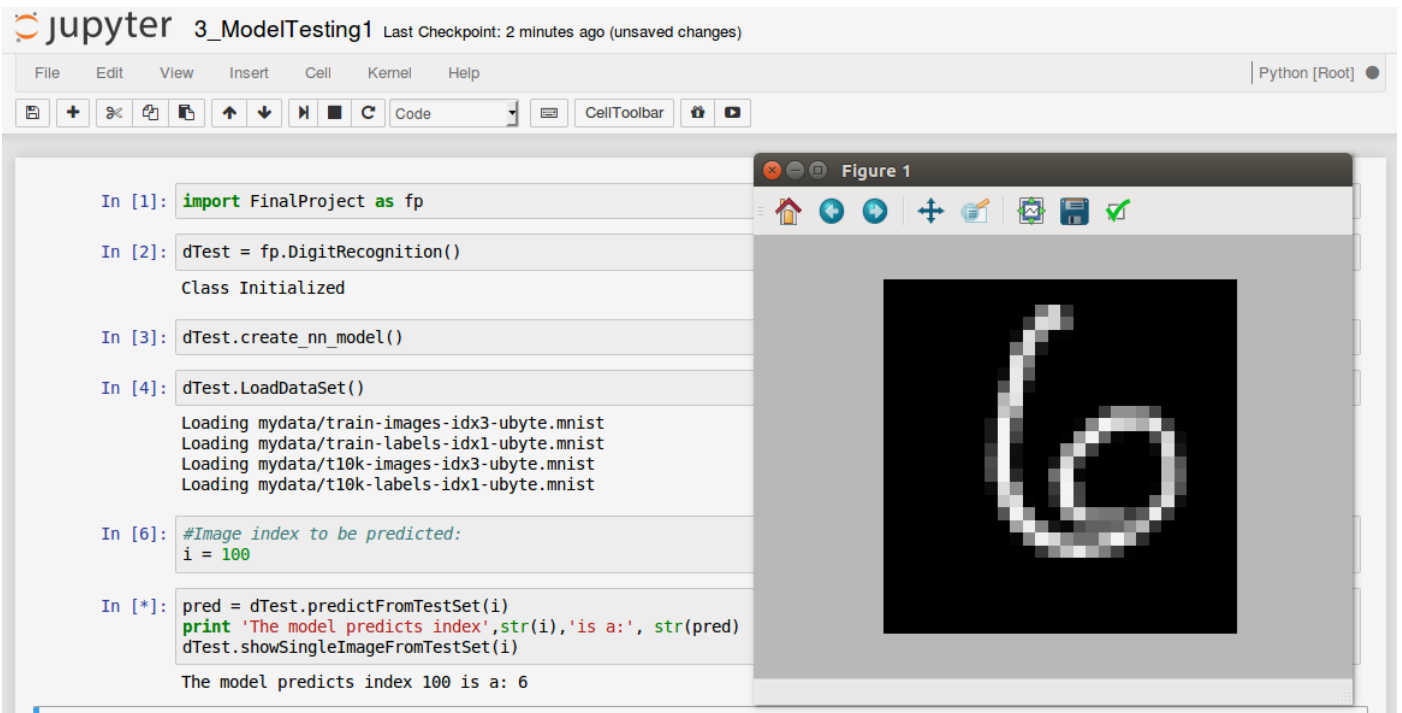 jupyter 3_ModelTesting1 Last Checkpoint: 2 minutes ago (unsaved changes)
File Edit View Insert Cell Kernel Help Python [Root]
Code CellToolbar
In [1]: import FinalProject as fp
In [2]: dTest = fp.DigitRecognition()
Class Initialized
In [3]: dTest.create_nn_model()
In [4]: dTest.LoadDataSet()
Loading mydata/train-images-idx3-ubyte.mnist
Loading mydata/train-labels-idx1-ubyte.mnist
Loading mydata/t10k-images-idx3-ubyte.mnist
Loading mydata/t10k-labels-idx1-ubyte.mnist
In [6]: #Image index to be predicted:
i = 100
In [*]: pred = dTest.predictFromTestSet(i)
print 'The model predicts index',str(i),'is a:', str(pred)
dTest.showSingleImageFromTestSet(i)
The model predicts index 100 is a: 6
Figure 1
6